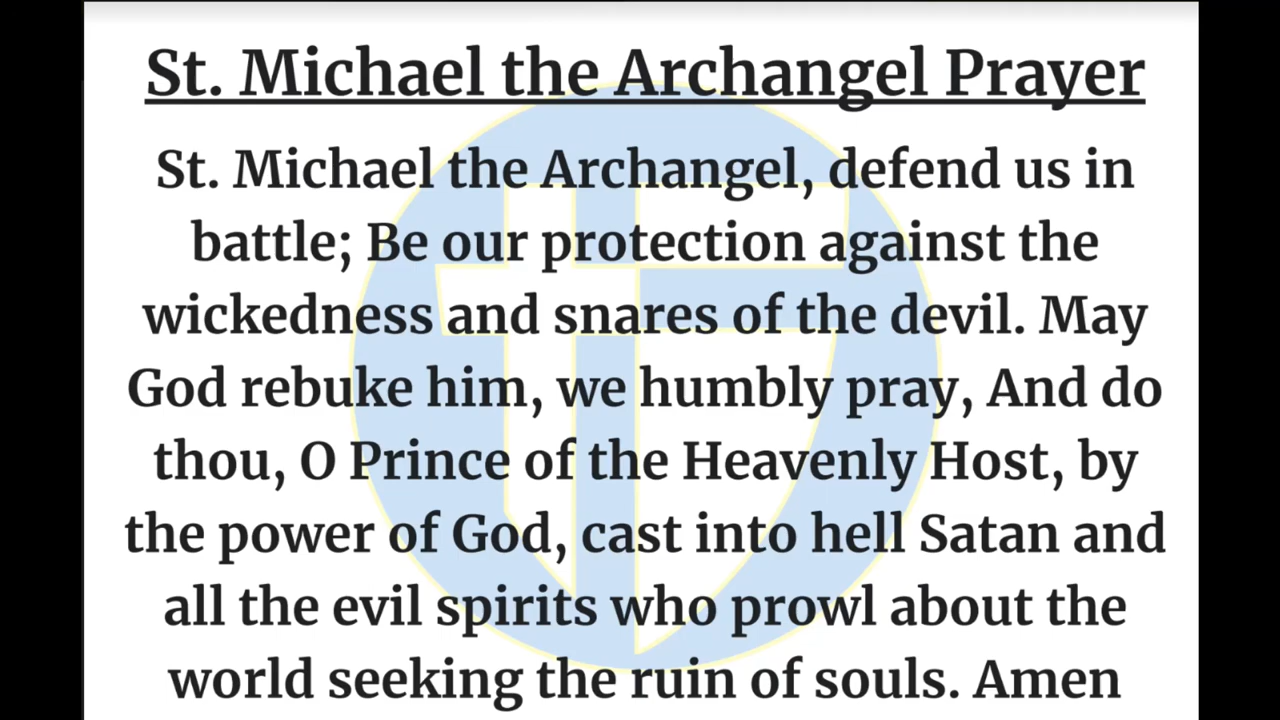 St. Michael the Archangel Prayer
St. Michael the Archangel, defend us in
battle; Be our protection against the
wickedness and snares of the devil. May
God rebuke him, we humbly pray, And do
thou, O Prince of the Heavenly Host, by
the power of God, cast into hell Satan and
all the evil spirits who prowl about the
world seeking the ruin of souls. Amen